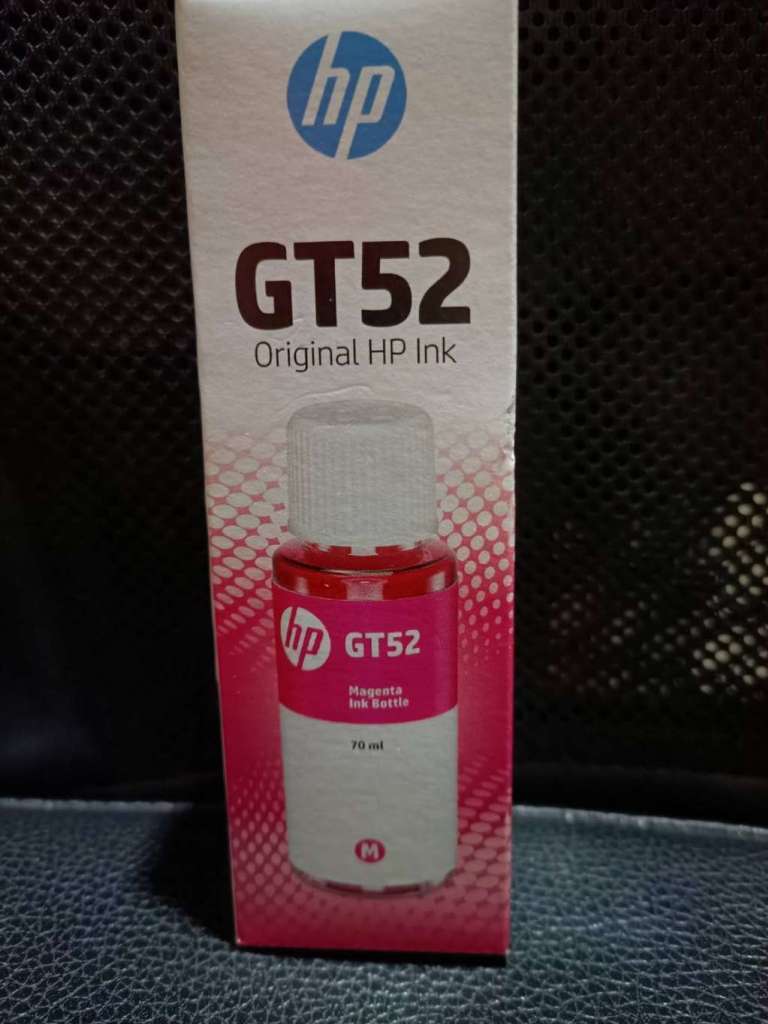 hp
GT52
Original HP Ink
hp
GT52
Magenta
Ink Bottle
70 ml
M